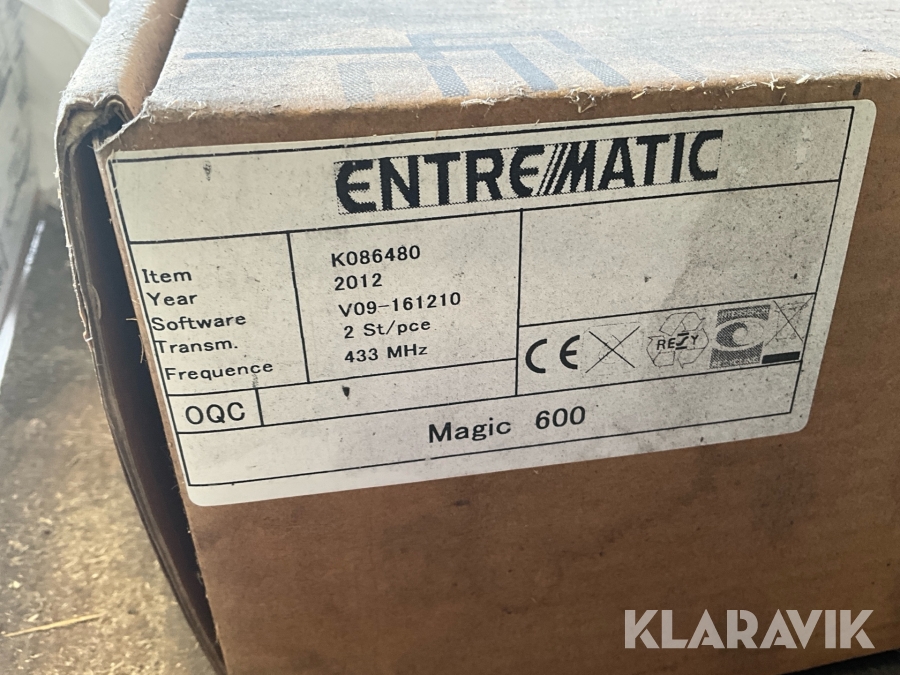 ENTREMATIC
Item K086480
Year 2012
Software V09-161210
Transm. 2 St/pce
Frequence 433 MHz
CE
RESY
OQC
Magic 600
KLARAVIK